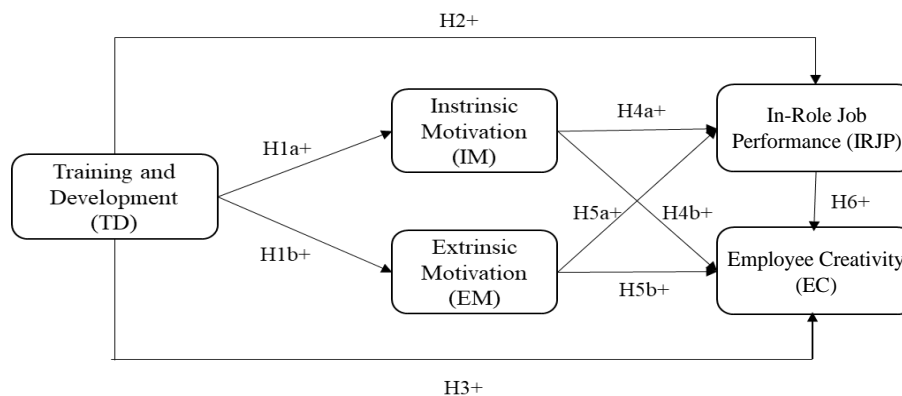 H2+
Instrinsic
Motivation
(IM)
H4a+
In-Role Job
Performance (IRJP)
H1a+
Training and
Development
(TD)
H5a+
H4b+
H6+
H1b+
Extrinsic
Motivation
(EM)
Employee Creativity
(EC)
H5b+
H3+